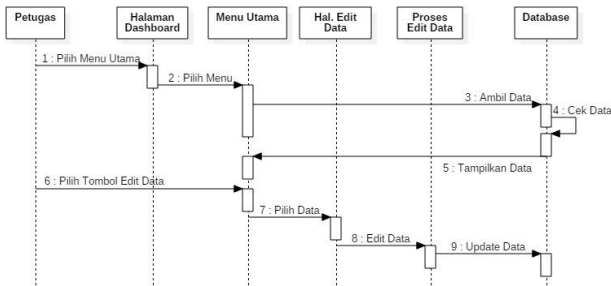 Petugas
Halaman
Dashboard
Menu Utama
Hal. Edit
Data
Proses
Edit Data
Database
1 : Pilih Menu Utama
2 : Pilih Menu
3 : Ambil Data
4 : Cek Data
5 : Tampilkan Data
6 : Pilih Tombol Edit Data
7 : Pilih Data
8 : Edit Data
9 : Update Data